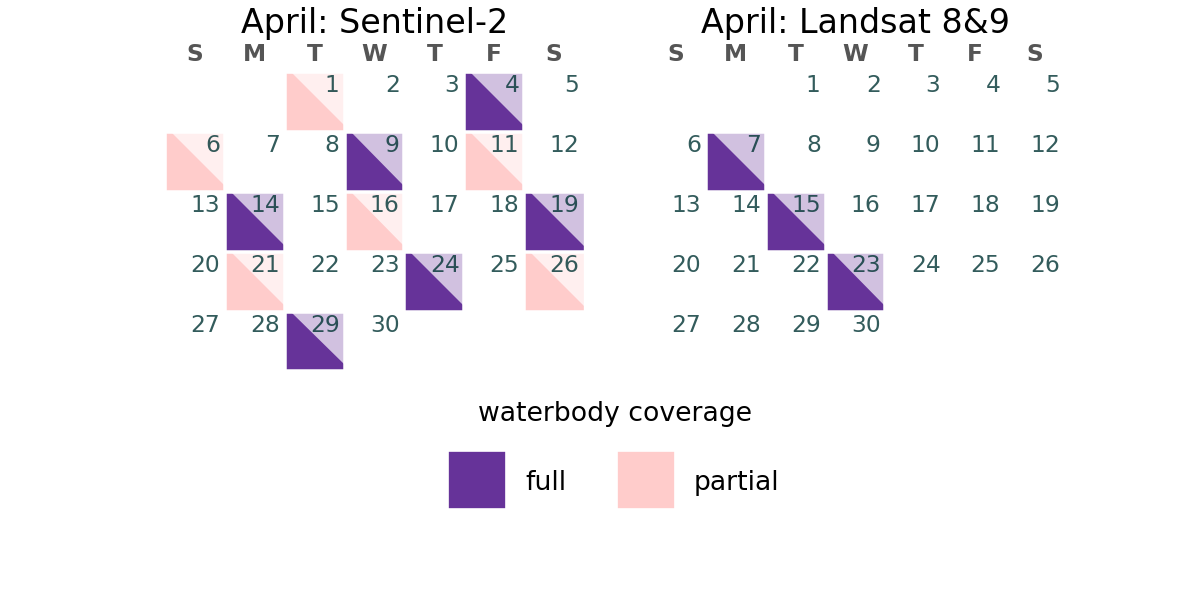 April: Sentinel-2
S M T W T F S
1 2 3 4 5
6 7 8 9 10 11 12
13 14 15 16 17 18 19
20 21 22 23 24 25 26
27 28 29 30
April: Landsat 8&9
S M T W T F S
1 2 3 4 5
6 7 8 9 10 11 12
13 14 15 16 17 18 19
20 21 22 23 24 25 26
27 28 29 30
waterbody coverage
full
partial